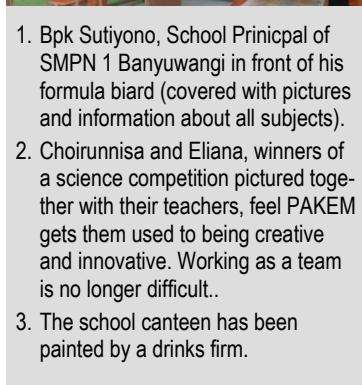 1. Bpk Sutiyono, School Prinicpal of
SMPN 1 Banyuwangi in front of his
formula biard (covered with pictures
and information about all subjects).
2. Choirunnisa and Eliana, winners of
a science competition pictured toge-
ther with their teachers, feel PAKEM
gets them used to being creative
and innovative. Working as a team
is no longer difficult..
3. The school canteen has been
painted by a drinks firm.